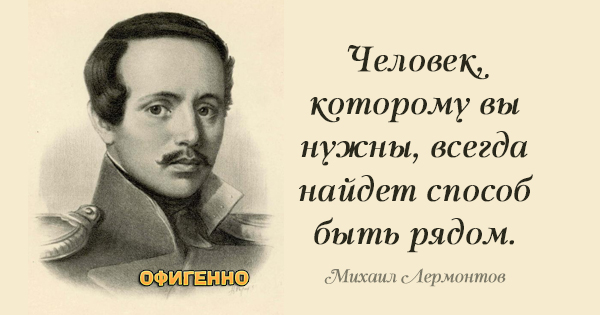 Человек,
которому вы
нужны, всегда
найдет способ
быть рядом.
Михаил Лермонтов
ОФИГЕННО